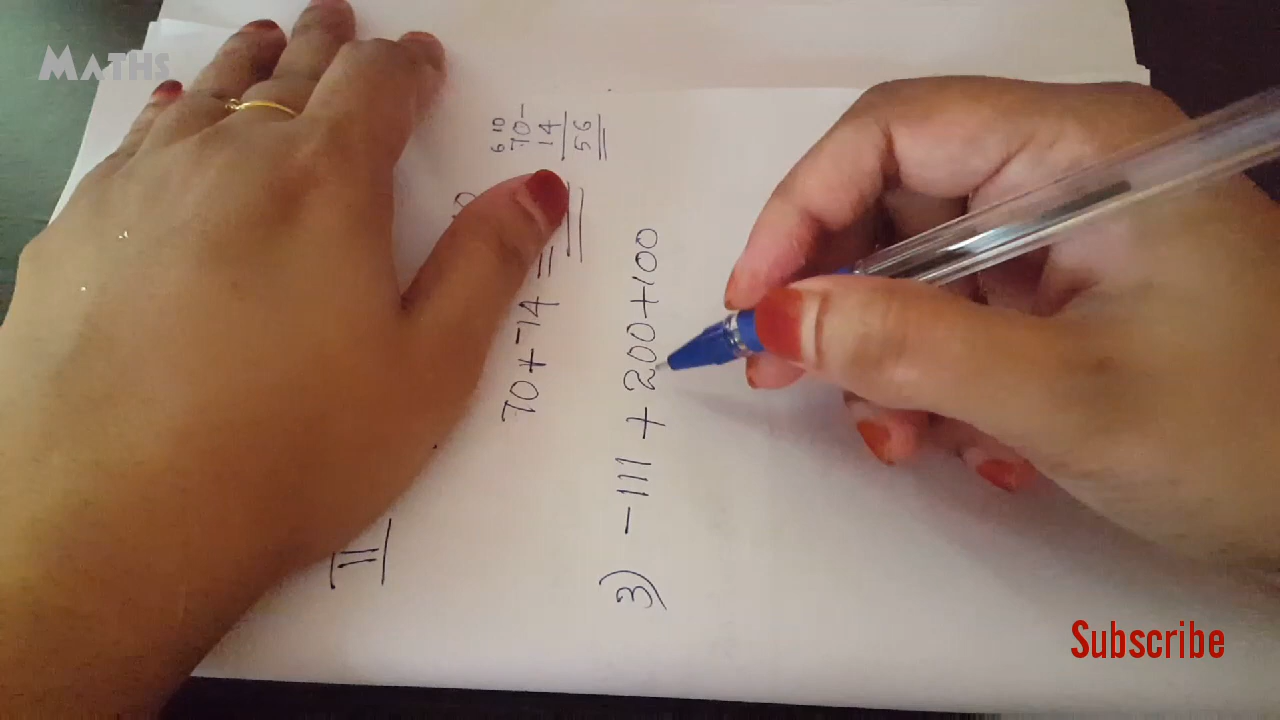 MATHS
II
70+ -14 =
6 10
70-
14
56
3) -111 + 200+100
Subscribe